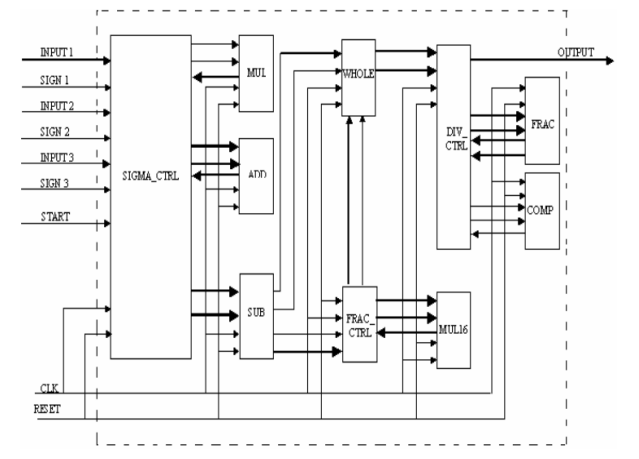 INPUT 1
OUTPUT
SIGN 1
INPUT 2
SIGN 2
INPUT 3
SIGN 3
START
SIGMA_CTRL
MUL
ADD
SUB
WHOLE
FRAC_
CTRL
DIV_
CTRL
FRAC
COMP
MUL16
CLK
RESET